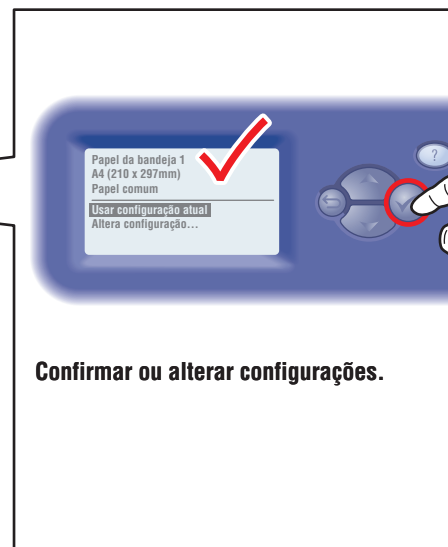 Papel da bandeja 1
A4 (210 x 297mm)
Papel comum
Usar configuração atual
Altera configuração...
?
Confirmar ou alterar configurações.